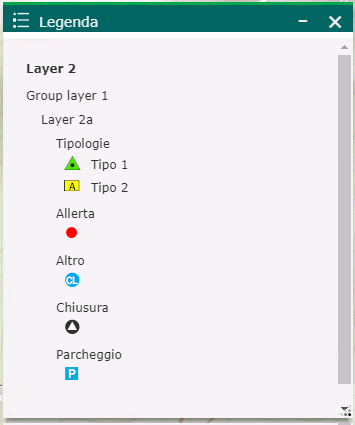 Legenda
Layer 2
Group layer 1
Layer 2a
Tipologie
Tipo 1
A Tipo 2
Allerta
Altro
CL
Chiusura
Parcheggio
P